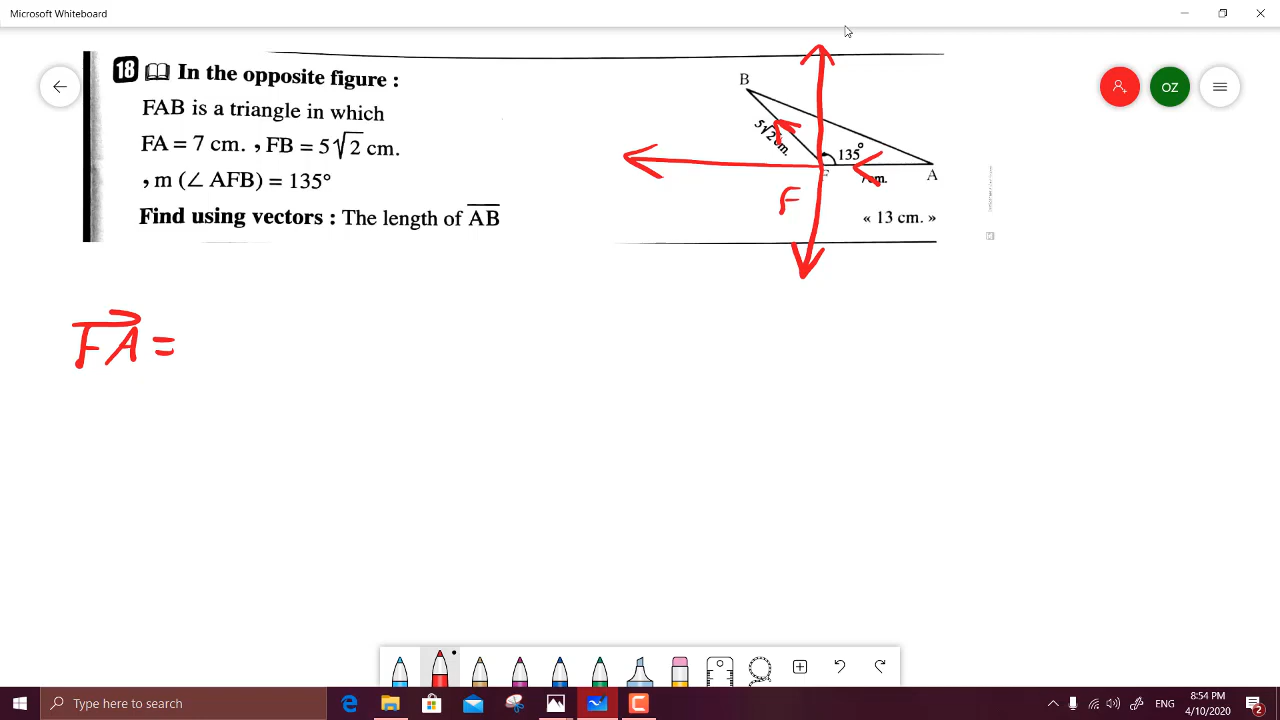 Microsoft Whiteboard
18 In the opposite figure :
FAB is a triangle in which
FA = 7 cm. , FB = 5√2 cm.
, m (∠ AFB) = 135°
Find using vectors : The length of AB
B
5√2 cm.
135°
F
A
7 cm.
F
« 13 cm. »
OZ
FA =
Type here to search
ENG
8:54 PM
4/10/2020
2